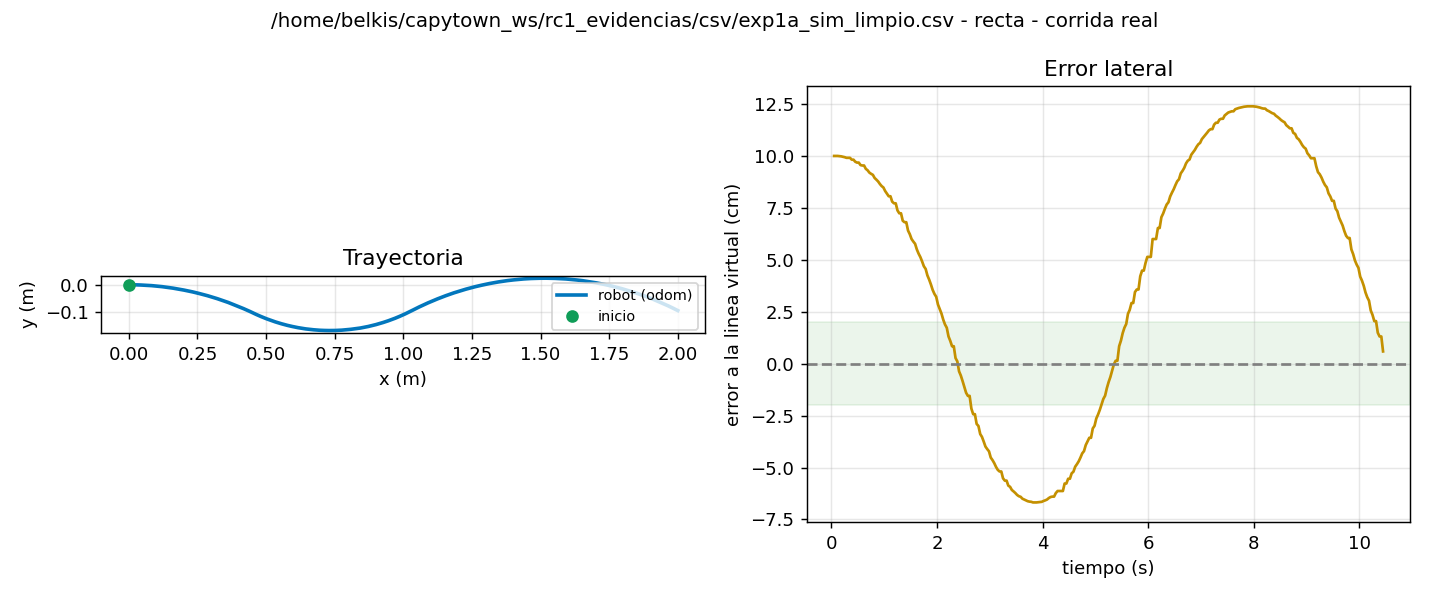 /home/belkis/capytown_ws/rc1_evidencias/csv/exp1a_sim_limpio.csv - recta - corrida real
Trayectoria
y (m)
0.0
−0.1
robot (odom)
inicio
0.00 0.25 0.50 0.75 1.00 1.25 1.50 1.75 2.00
x (m)
Error lateral
error a la linea virtual (cm)
12.5
10.0
7.5
5.0
2.5
0.0
−2.5
−5.0
−7.5
0 2 4 6 8 10
tiempo (s)